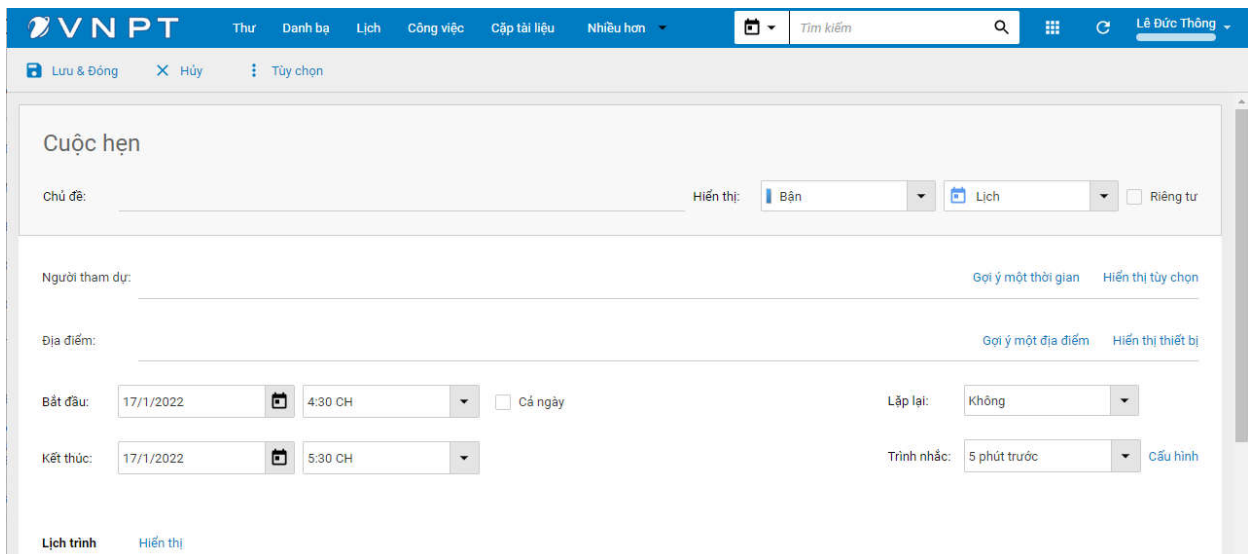 VNPT Thư Danh bạ Lịch Công việc Cặp tài liệu Nhiều hơn Tìm kiếm Lê Đức Thông
Lưu & Đóng Hủy Tùy chọn
Cuộc hẹn
Chủ đề: Hiển thị: Bận Lịch Riêng tư
Người tham dự: Gợi ý một thời gian Hiển thị tùy chọn
Địa điểm: Gợi ý một địa điểm Hiển thị thiết bị
Bắt đầu: 17/1/2022 4:30 CH Cả ngày Lặp lại: Không
Kết thúc: 17/1/2022 5:30 CH Trình nhắc: 5 phút trước Cấu hình
Lịch trình Hiển thị